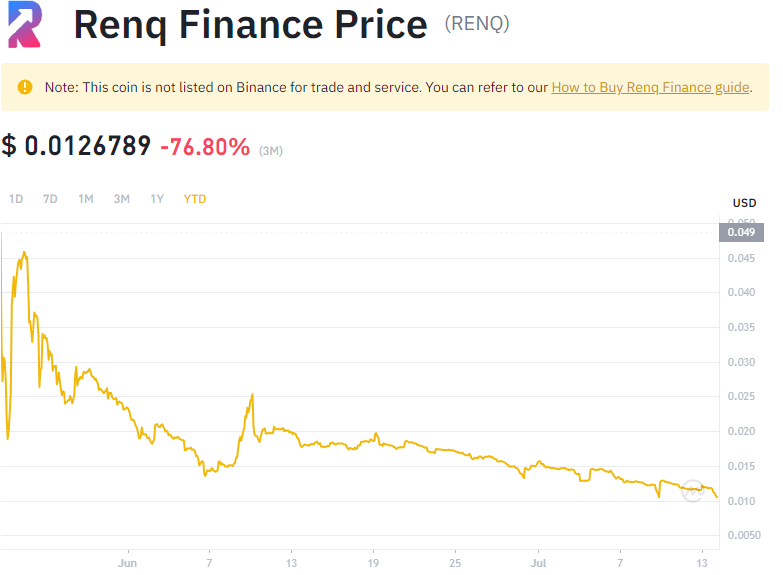 Renq Finance Price (RENQ)
Note: This coin is not listed on Binance for trade and service. You can refer to our How to Buy Renq Finance guide.
$ 0.0126789 -76.80% (3M)
1D 7D 1M 3M 1Y YTD
USD
0.050
0.049
0.045
0.040
0.035
0.030
0.025
0.020
0.015
0.010
0.0050
Jun 7 13 19 25 Jul 7 13